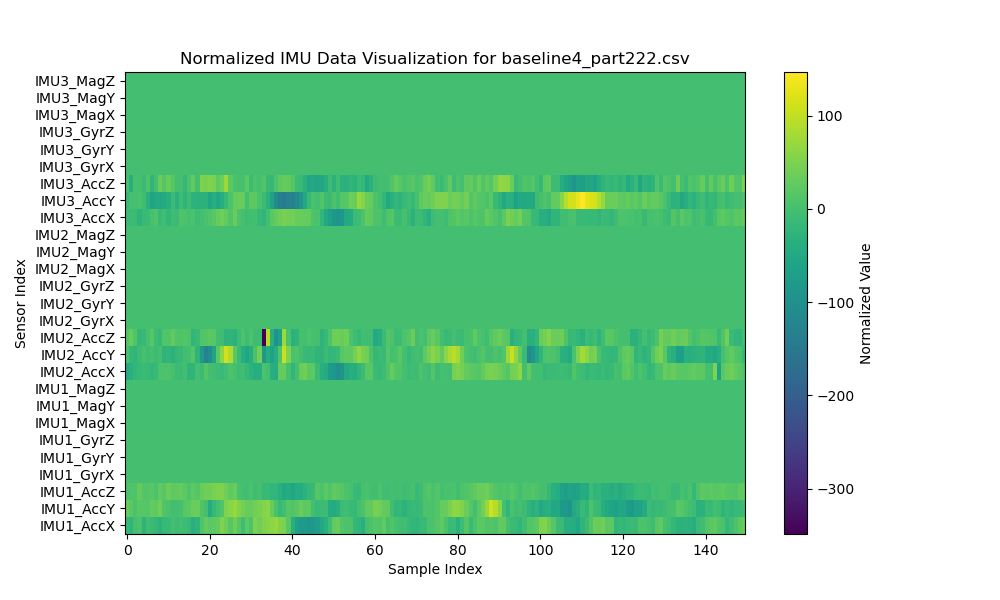 Normalized IMU Data Visualization for baseline4_part222.csv
IMU3_MagZ
IMU3_MagY
IMU3_MagX
IMU3_GyrZ
IMU3_GyrY
IMU3_GyrX
IMU3_AccZ
IMU3_AccY
IMU3_AccX
IMU2_MagZ
IMU2_MagY
IMU2_MagX
IMU2_GyrZ
IMU2_GyrY
IMU2_GyrX
IMU2_AccZ
IMU2_AccY
IMU2_AccX
IMU1_MagZ
IMU1_MagY
IMU1_MagX
IMU1_GyrZ
IMU1_GyrY
IMU1_GyrX
IMU1_AccZ
IMU1_AccY
IMU1_AccX
Sensor Index
0 20 40 60 80 100 120 140
Sample Index
100
0
−100
−200
−300
Normalized Value